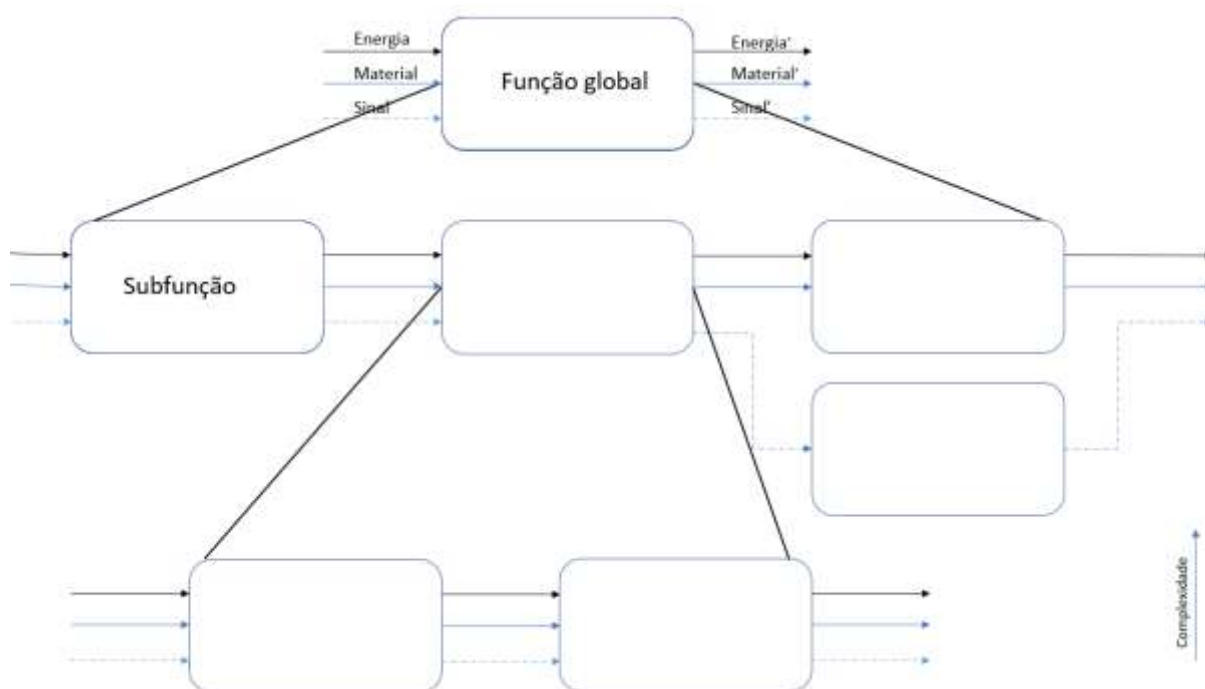 Energia
Material
Sinal
Função global
Energia'
Material'
Sinal'
Subfunção
Complexidade